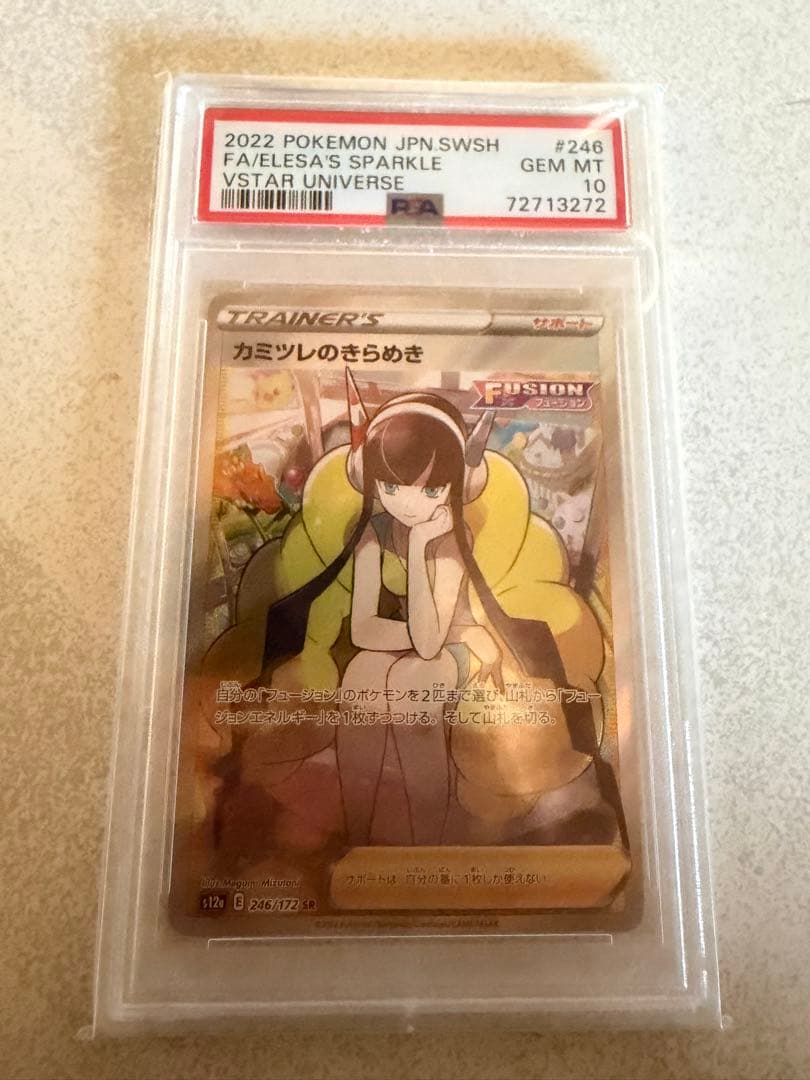 2022 POKEMON JPN.SWSH #246
FA/ELESA'S SPARKLE GEM MT
VSTAR UNIVERSE 10
PSA 72713272
TRAINER'S サポート
カミツレのきらめき
FUSION
フュージョン
自分の「フュージョン」のポケモンを2匹まで選び、山札から「フュー
ジョンエネルギー」を1枚ずつつける。そして山札を切る。
サポートは、自分の番に1枚しか使えない。
Illus. Megumi Mizutani
s12a E 246/172 SR